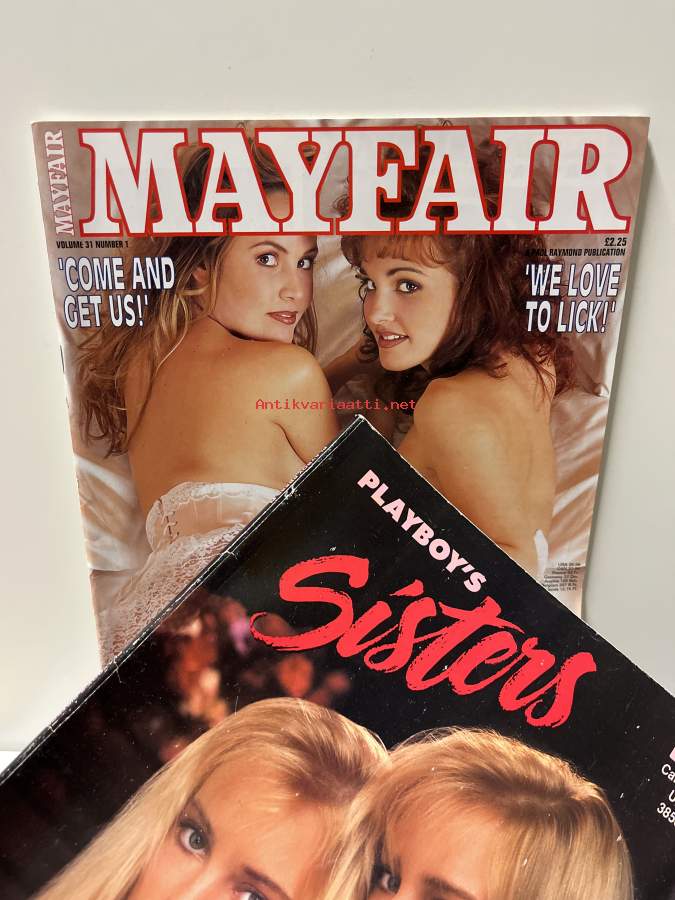 MAYFAIR
MAYFAIR
VOLUME 31 NUMBER 1
£2.25
A PAUL RAYMOND PUBLICATION
'COME AND
GET US!'
'WE LOVE
TO LICK!'
Antikvariaatti.net
PLAYBOY'S
Sisters